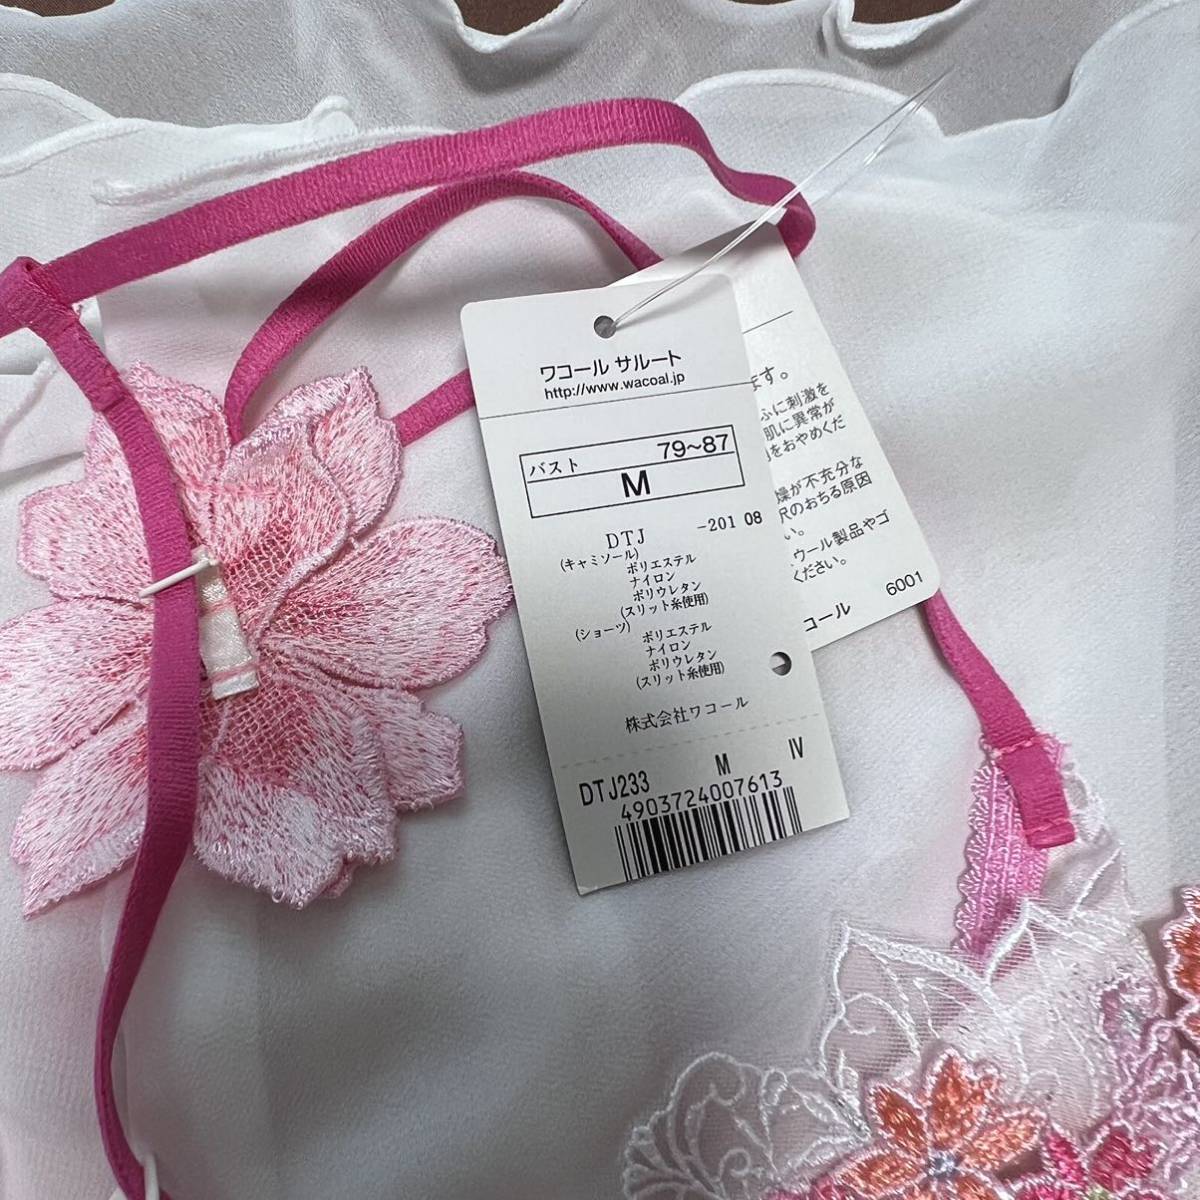 ワコール サルート
http://www.wacoal.jp
バスト 79~87
M
DTJ -201 08
(キャミソール)
ポリエステル
ナイロン
ポリウレタン
(スリット糸使用)
(ショーツ)
ポリエステル
ナイロン
ポリウレタン
(スリット糸使用)
株式会社ワコール
DTJ233 M IV
4903724007613
ます。
ふに刺激を
肌に異常が
をおやめくだ
が不充分な
沢のおちる原因
い。
ウール製品やゴ
ください。
コール 6001